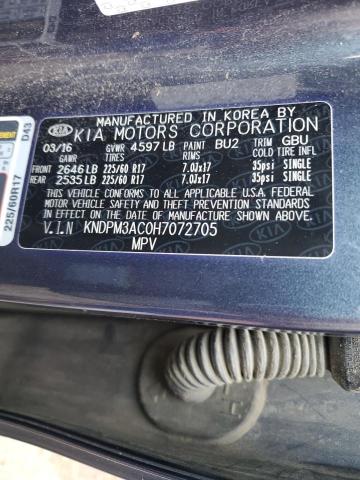 MANUFACTURED IN KOREA BY
KIA KIA MOTORS CORPORATION
03/16 GVWR 4597 LB PAINT BU2 TRIM GBU
GAWR TIRES RIMS COLD TIRE INFL
FRONT 2646 LB 225/60 R17 7.0JX17 35psi SINGLE
REAR 2535 LB 225/60 R17 7.0JX17 35psi SINGLE
THIS VEHICLE CONFORMS TO ALL APPLICABLE U.S.A. FEDERAL
MOTOR VEHICLE SAFETY AND THEFT PREVENTION STANDARDS
IN EFFECT ON THE DATE OF MANUFACTURE SHOWN ABOVE.
V.I.N KNDPM3AC0H7072705
MPV
D43
225/60R17